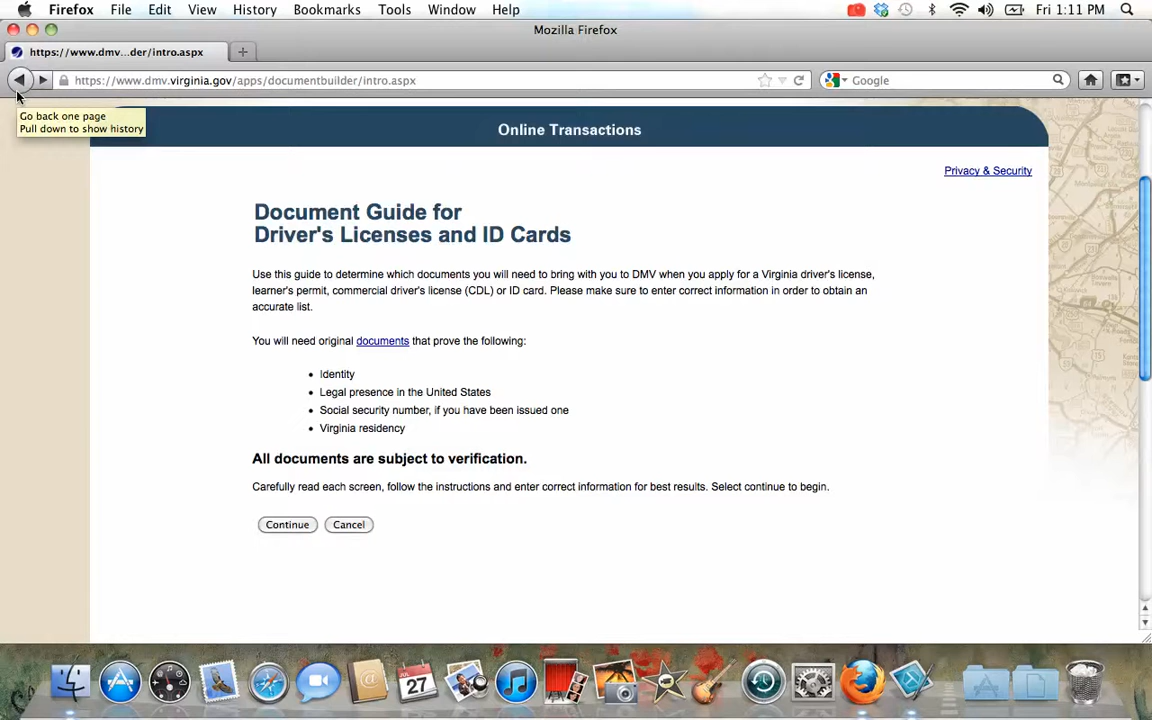 Firefox File Edit View History Bookmarks Tools Window Help Fri 1:11 PM
Mozilla Firefox
https://www.dmv...der/intro.aspx
https://www.dmv.virginia.gov/apps/documentbuilder/intro.aspx Google
Go back one page
Pull down to show history
Online Transactions
Privacy & Security
Document Guide for
Driver's Licenses and ID Cards
Use this guide to determine which documents you will need to bring with you to DMV when you apply for a Virginia driver's license,
learner's permit, commercial driver's license (CDL) or ID card. Please make sure to enter correct information in order to obtain an
accurate list.
You will need original documents that prove the following:
• Identity
• Legal presence in the United States
• Social security number, if you have been issued one
• Virginia residency
All documents are subject to verification.
Carefully read each screen, follow the instructions and enter correct information for best results. Select continue to begin.
Continue Cancel
27